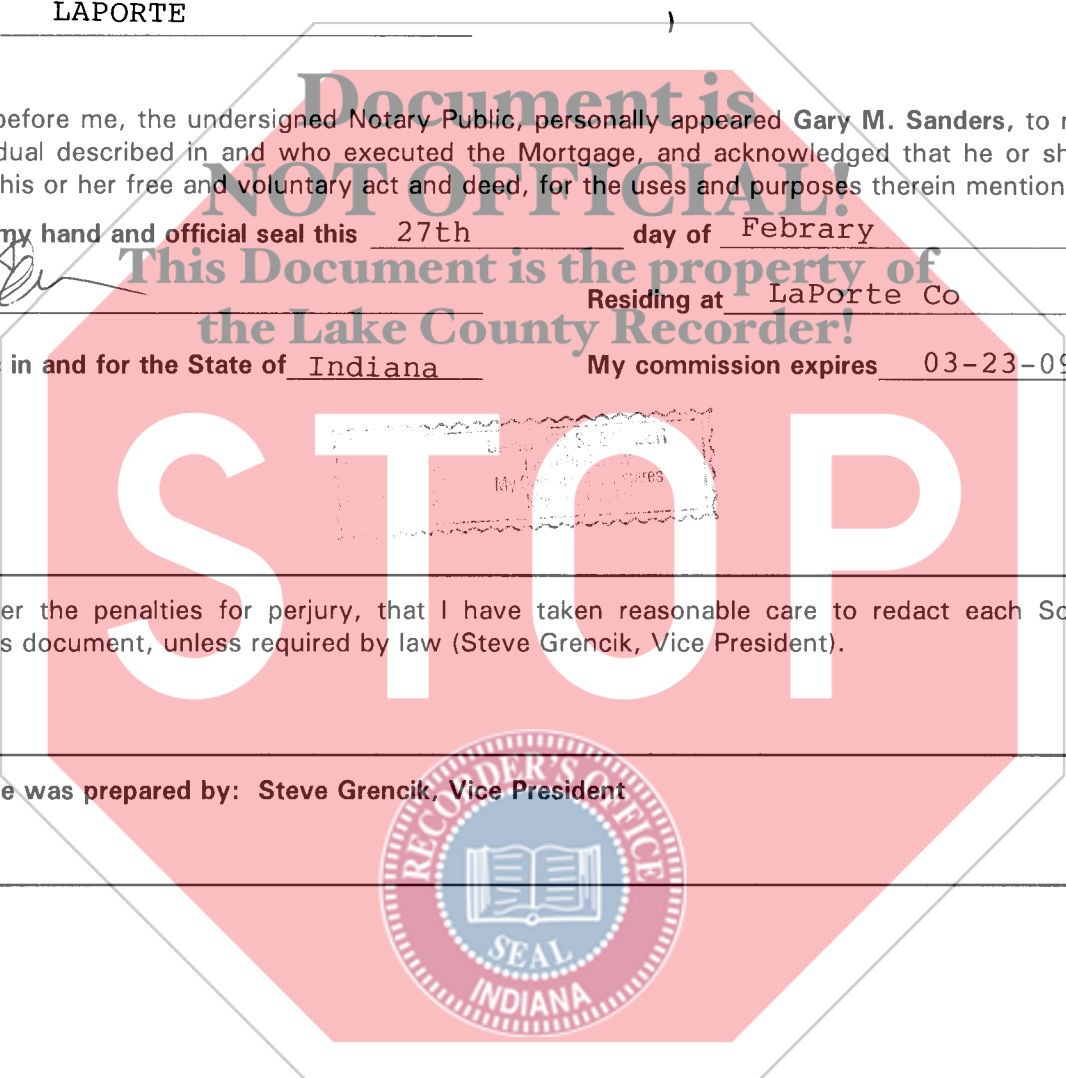 LAPORTE )
Document is
before me, the undersigned Notary Public, personally appeared Gary M. Sanders, to
dual described in and who executed the Mortgage, and acknowledged that he or sh
NOT OFFICIAL!
his or her free and voluntary act and deed, for the uses and purposes therein mention
my hand and official seal this 27th day of Febrary
This Document is the property of
Residing at LaPorte Co
the Lake County Recorder!
in and for the State of Indiana My commission expires 03-23-09
S.
My
STOP
er the penalties for perjury, that I have taken reasonable care to redact each So
s document, unless required by law (Steve Grencik, Vice President).
e was prepared by: Steve Grencik, Vice President
RECORDER'S OFFICE
SEAL
INDIANA